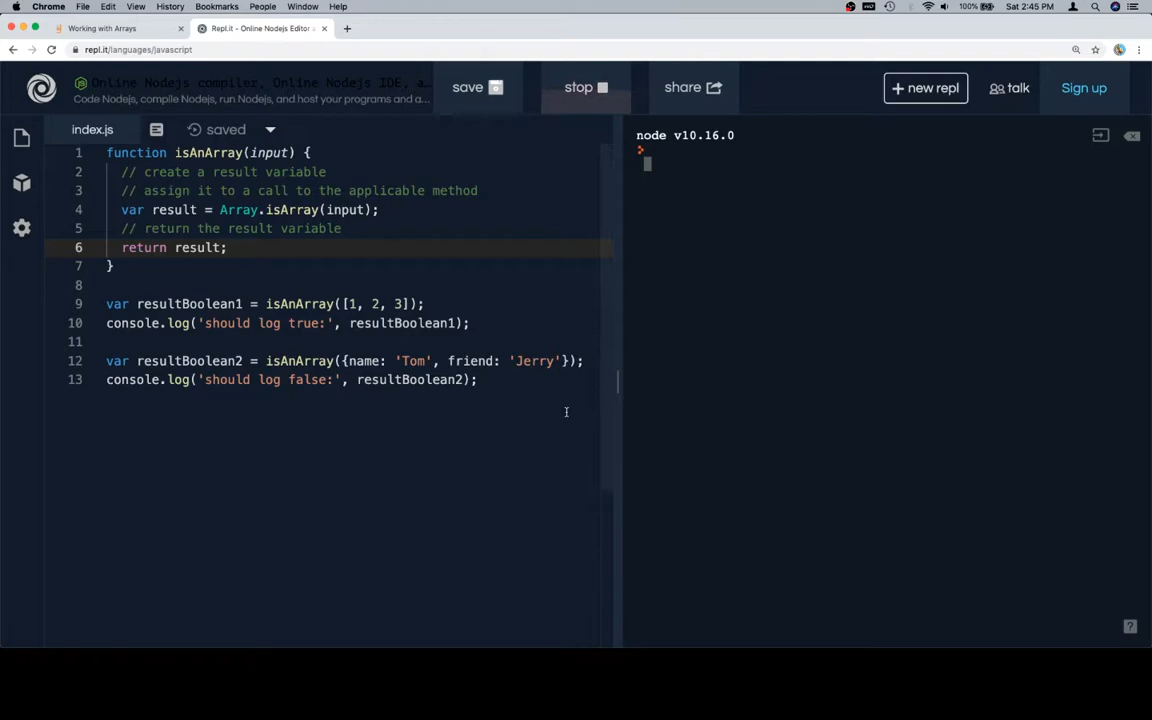 Chrome File Edit View History Bookmarks People Window Help 100% Sat 2:45 PM
Working with Arrays Repl.it - Online Nodejs Editor a
repl.it/languages/javascript
Online Nodejs compiler, Online Nodejs IDE, a...
Code Nodejs, compile Nodejs, run Nodejs, and host your programs and a...
save stop share + new repl talk Sign up
index.js saved
node v10.16.0
1 function isAnArray(input) {
2 // create a result variable
3 // assign it to a call to the applicable method
4 var result = Array.isArray(input);
5 // return the result variable
6 return result;
7 }
8
9 var resultBoolean1 = isAnArray([1, 2, 3]);
10 console.log('should log true:', resultBoolean1);
11
12 var resultBoolean2 = isAnArray({name: 'Tom', friend: 'Jerry'});
13 console.log('should log false:', resultBoolean2);
?